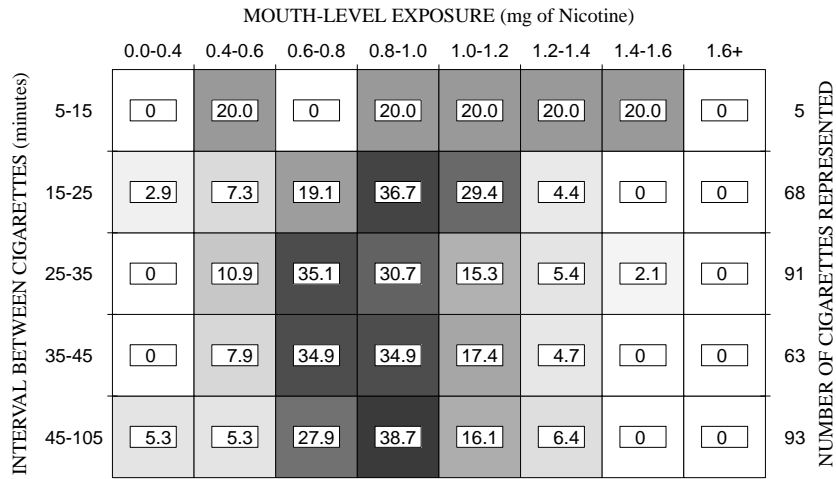 MOUTH-LEVEL EXPOSURE (mg of Nicotine)
0.0-0.4 0.4-0.6 0.6-0.8 0.8-1.0 1.0-1.2 1.2-1.4 1.4-1.6 1.6+
INTERVAL BETWEEN CIGARETTES (minutes)
5-15 0 20.0 0 20.0 20.0 20.0 20.0 0 5
15-25 2.9 7.3 19.1 36.7 29.4 4.4 0 0 68
25-35 0 10.9 35.1 30.7 15.3 5.4 2.1 0 91
35-45 0 7.9 34.9 34.9 17.4 4.7 0 0 63
45-105 5.3 5.3 27.9 38.7 16.1 6.4 0 0 93
NUMBER OF CIGARETTES REPRESENTED